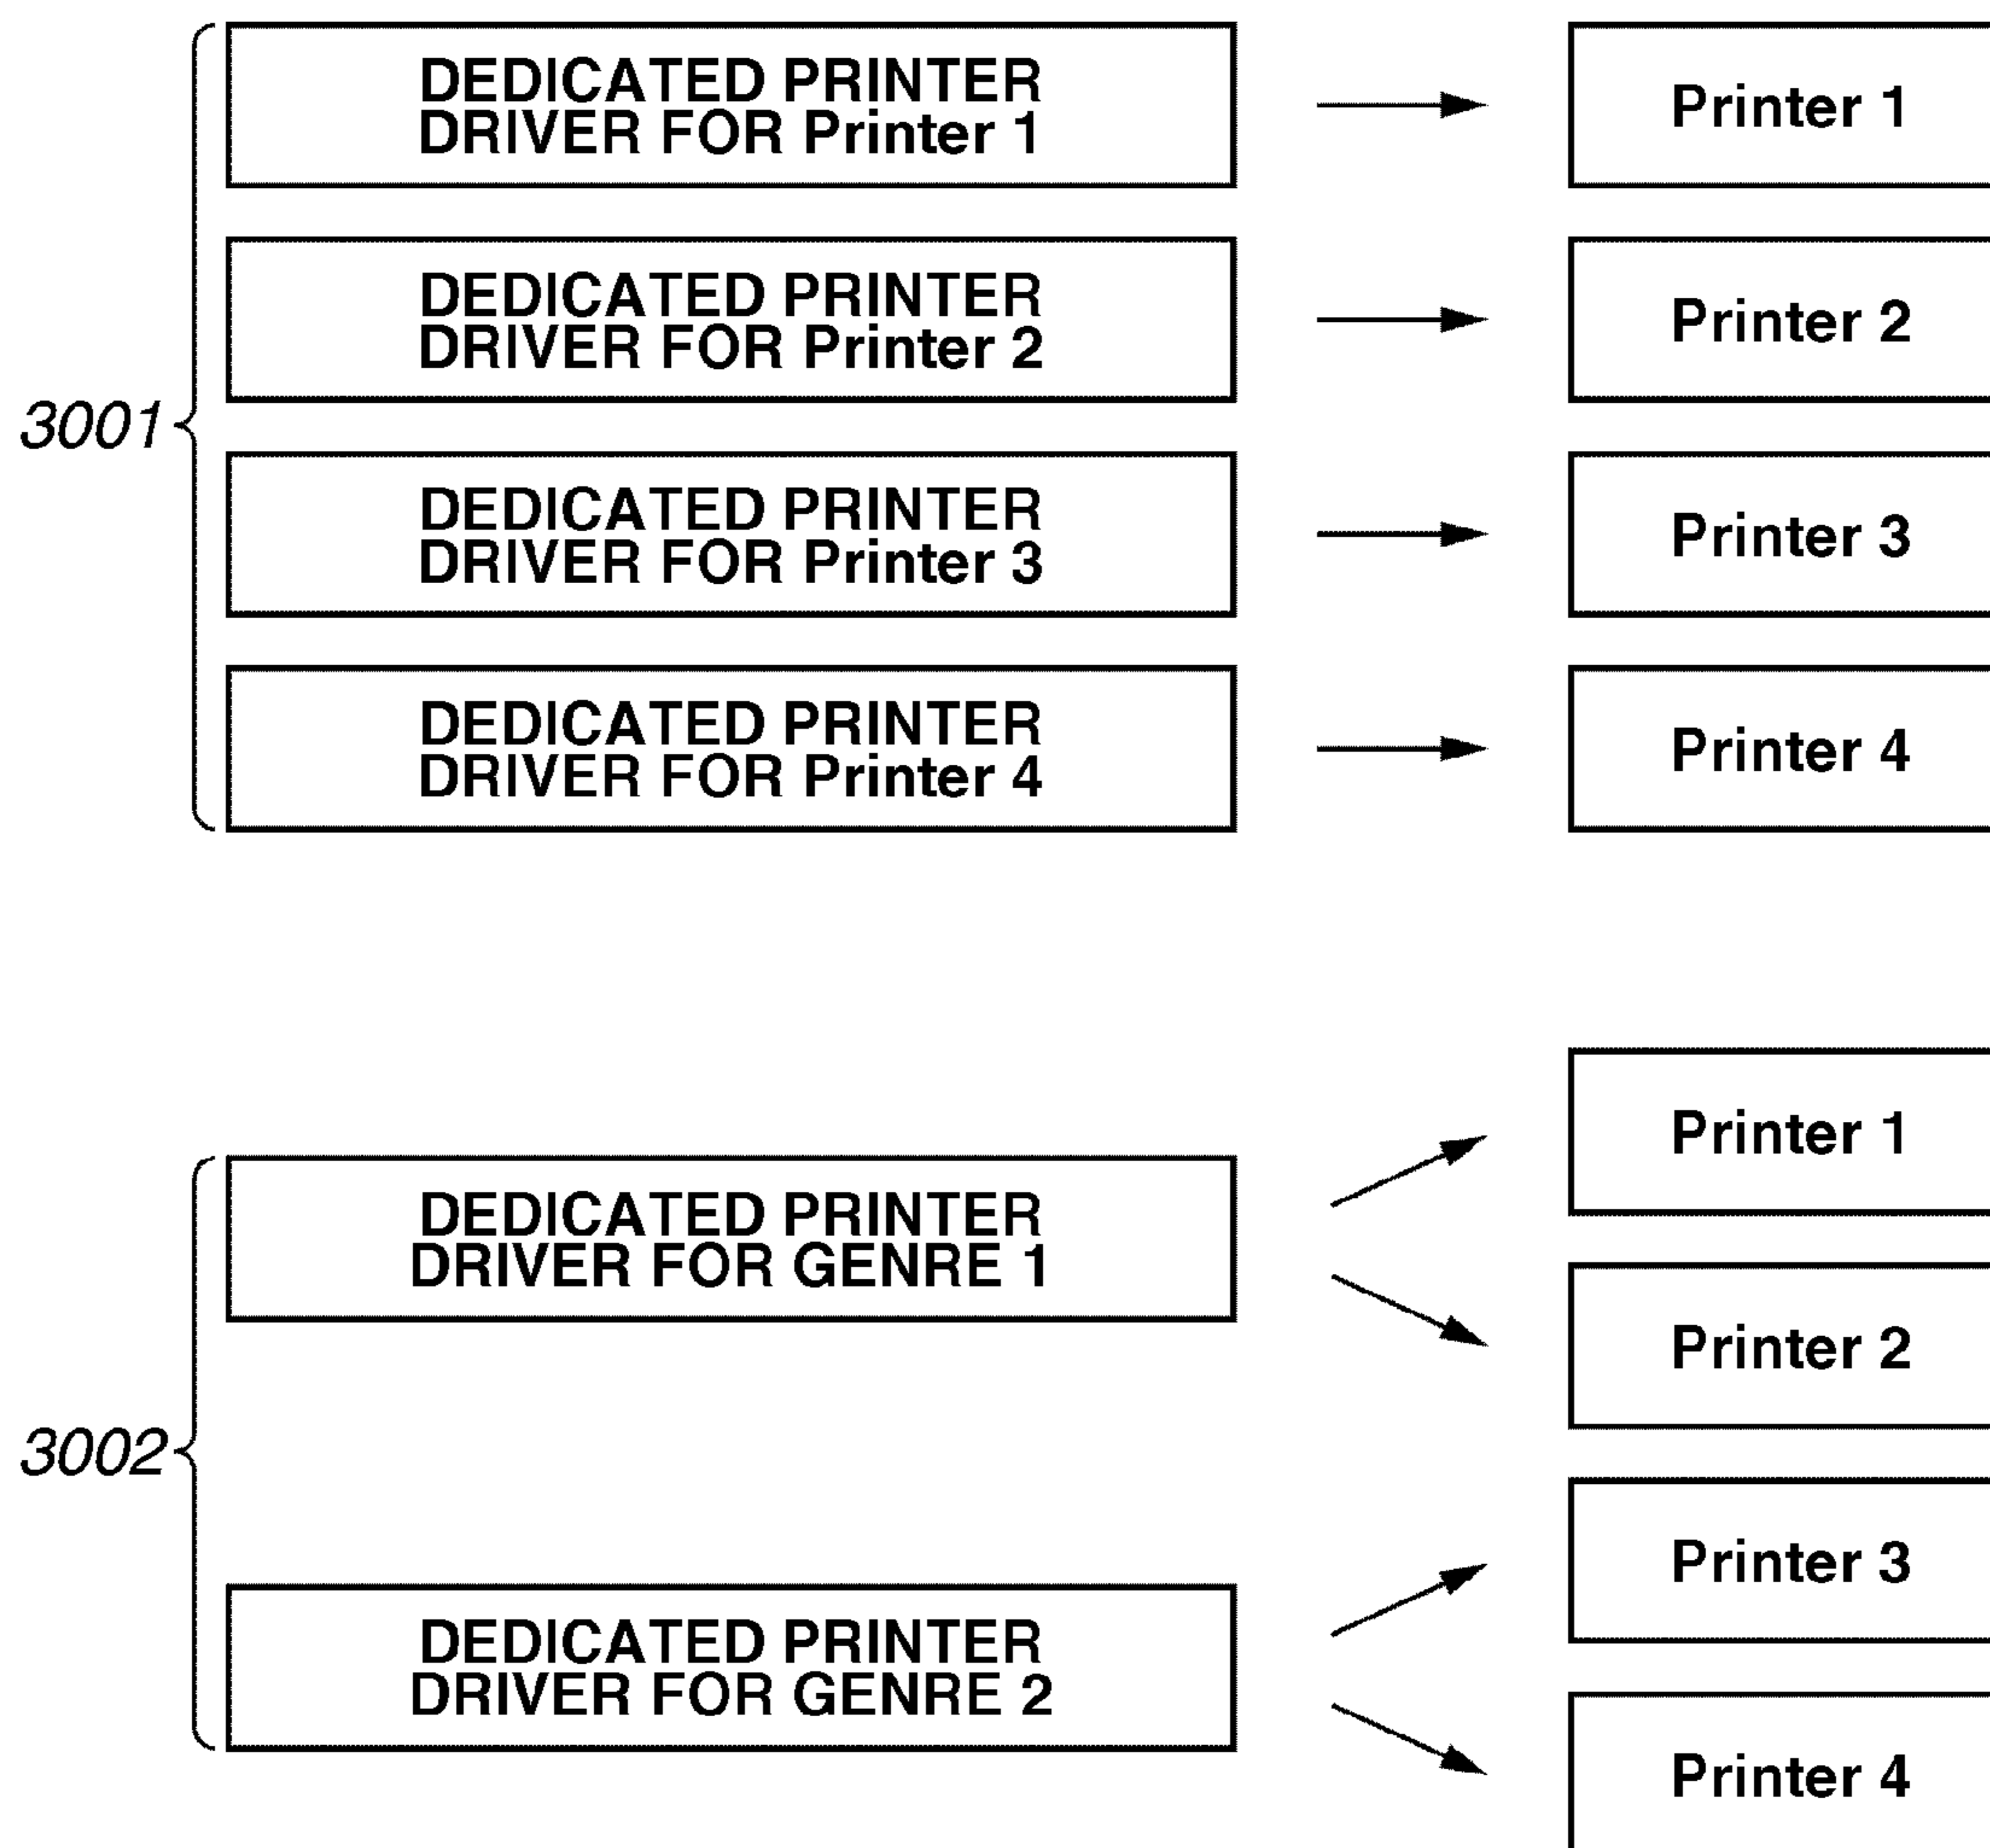 DEDICATED PRINTER
DRIVER FOR Printer 1
Printer 1
DEDICATED PRINTER
DRIVER FOR Printer 2
Printer 2
3001
DEDICATED PRINTER
DRIVER FOR Printer 3
Printer 3
DEDICATED PRINTER
DRIVER FOR Printer 4
Printer 4
Printer 1
DEDICATED PRINTER
DRIVER FOR GENRE 1
Printer 2
3002
Printer 3
DEDICATED PRINTER
DRIVER FOR GENRE 2
Printer 4